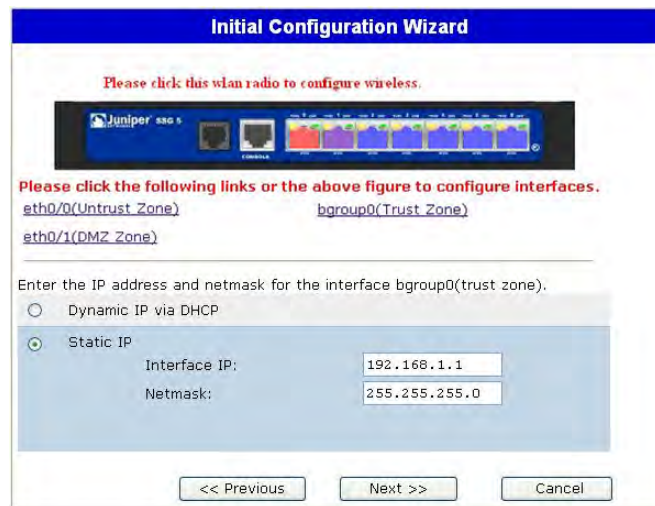 Initial Configuration Wizard
Please click this wlan radio to configure wireless.
Juniper SSG 5
CONSOLE
Please click the following links or the above figure to configure interfaces.
eth0/0(Untrust Zone) bgroup0(Trust Zone)
eth0/1(DMZ Zone)
Enter the IP address and netmask for the interface bgroup0(trust zone).
Dynamic IP via DHCP
Static IP
Interface IP: 192.168.1.1
Netmask: 255.255.255.0
<< Previous Next >> Cancel